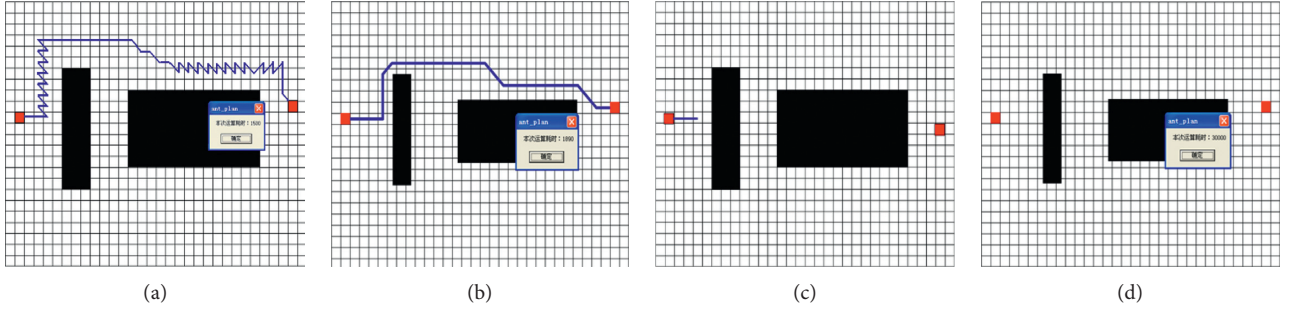 ant_plan
本次运算耗时：1500
确定
ant_plan
本次运算耗时：1890
确定
ant_plan
本次运算耗时：30000
确定
(a)
(b)
(c)
(d)